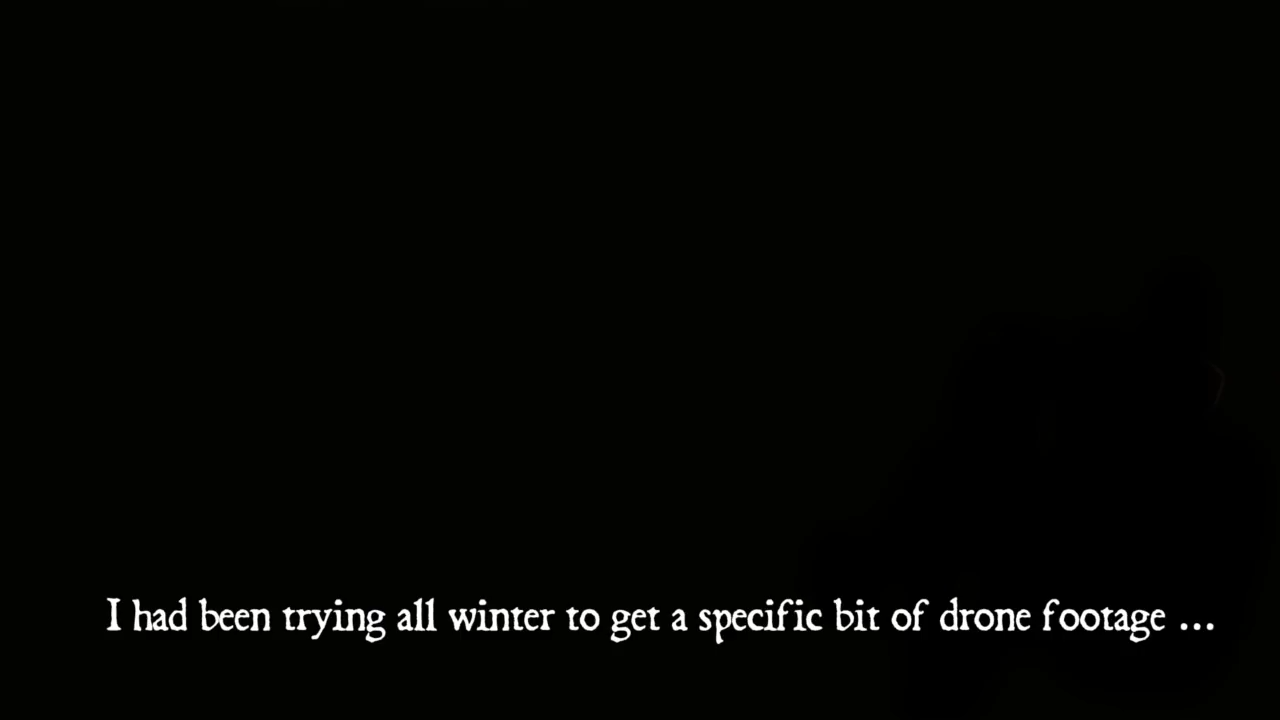 I had been trying all winter to get a specific bit of drone footage ...